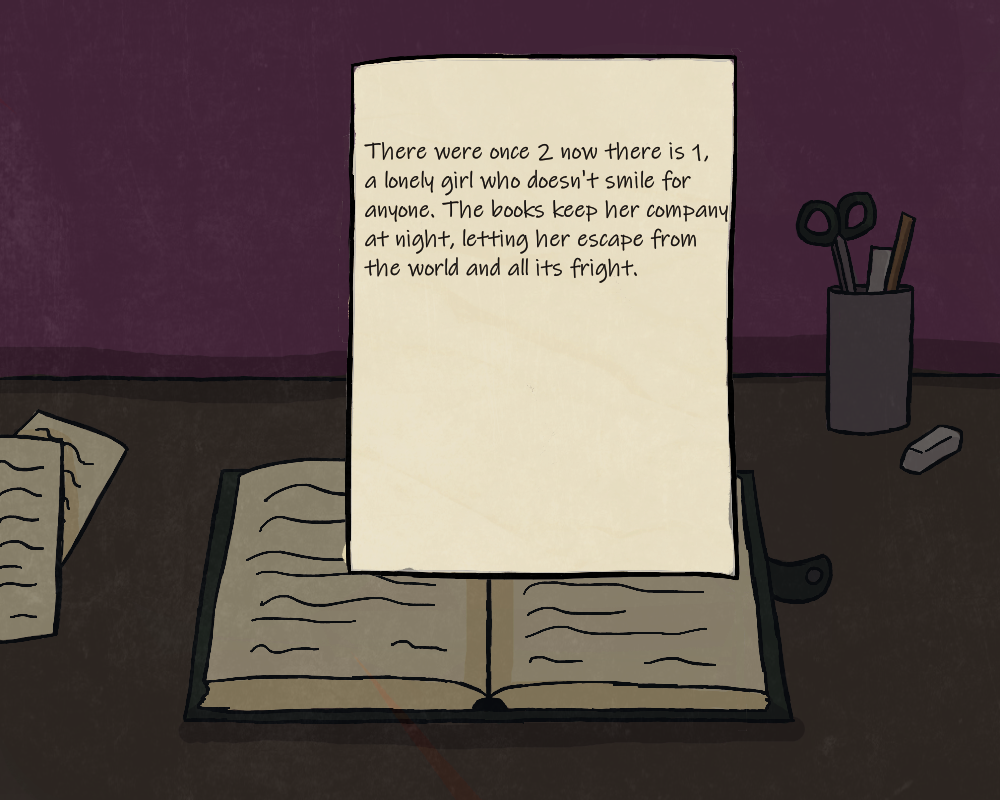 There were once 2 now there is 1,
a lonely girl who doesn't smile for
anyone. The books keep her company
at night, letting her escape from
the world and all its fright.